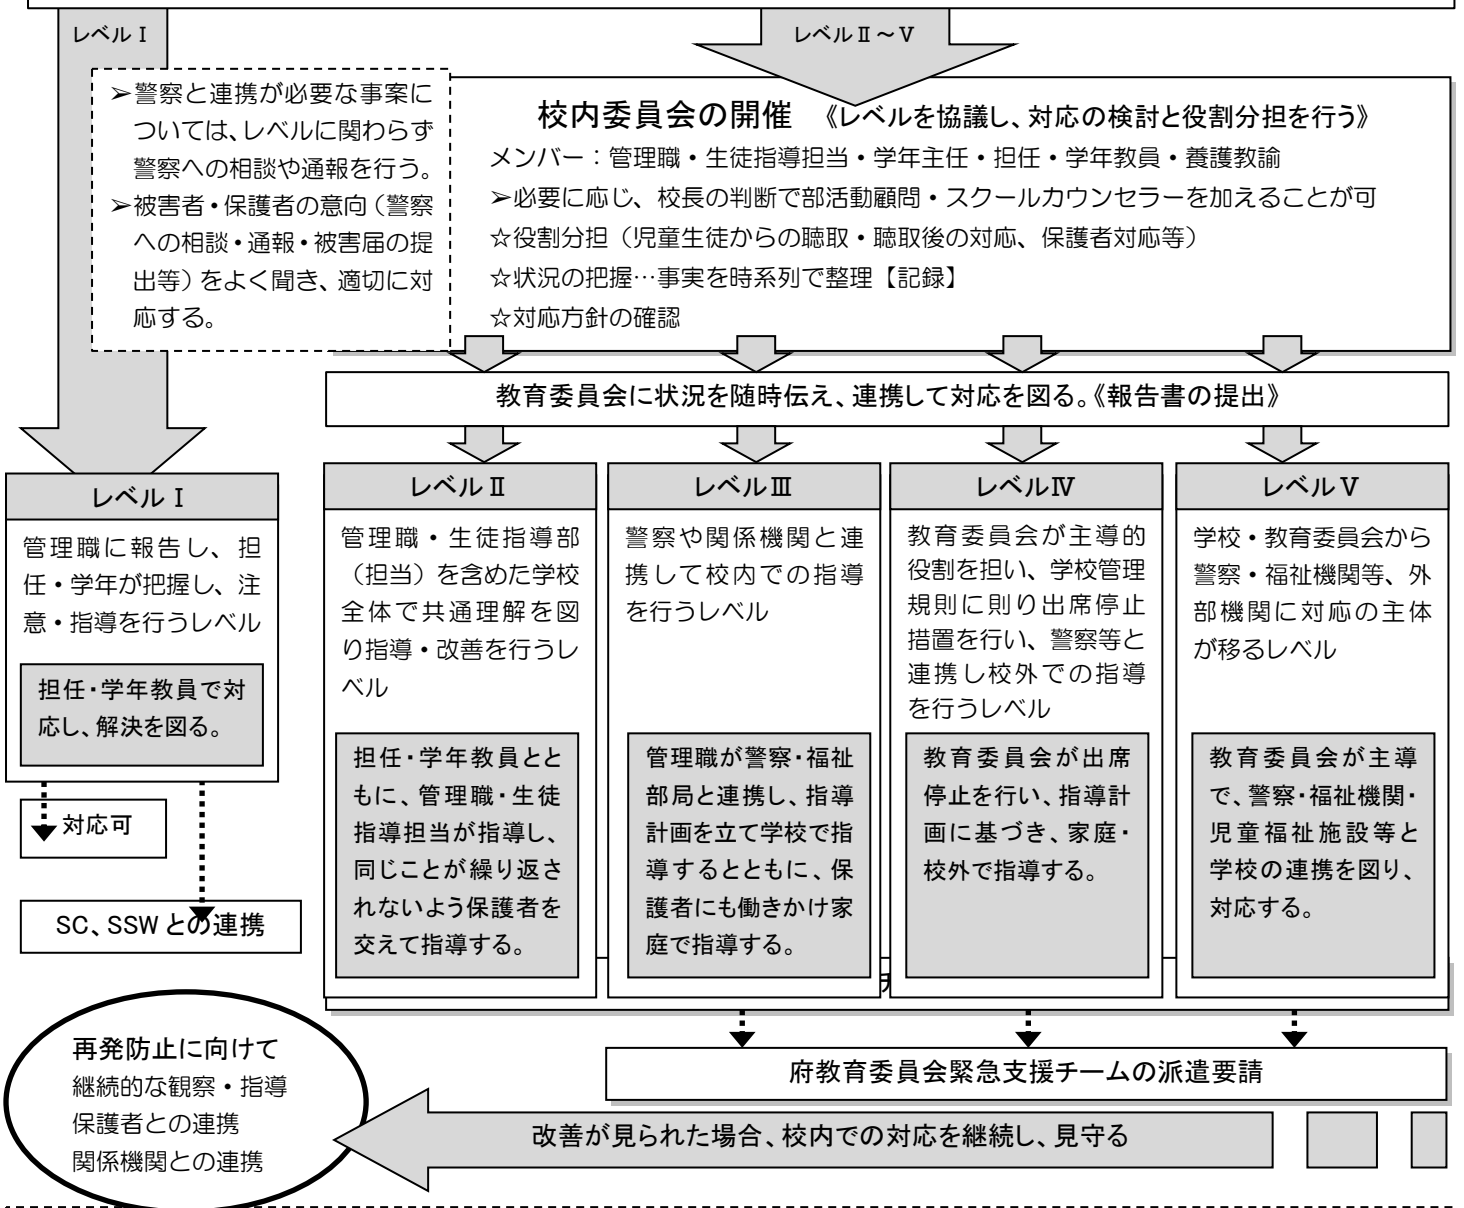 レベルⅠ
レベルⅡ～Ⅴ
➢警察と連携が必要な事案に
ついては、レベルに関わらず
警察への相談や通報を行う。
➢被害者・保護者の意向（警察
への相談・通報・被害届の提
出等）をよく聞き、適切に対
応する。
校内委員会の開催　《レベルを協議し、対応の検討と役割分担を行う》
メンバー：管理職・生徒指導担当・学年主任・担任・学年教員・養護教諭
➢必要に応じ、校長の判断で部活動顧問・スクールカウンセラーを加えることが可
☆役割分担（児童生徒からの聴取・聴取後の対応、保護者対応等）
☆状況の把握…事実を時系列で整理【記録】
☆対応方針の確認
教育委員会に状況を随時伝え、連携して対応を図る。《報告書の提出》
レベルⅠ
管理職に報告し、担
任・学年が把握し、注
意・指導を行うレベル
担任・学年教員で対
応し、解決を図る。
対応可
SC、SSWとの連携
レベルⅡ
管理職・生徒指導部
（担当）を含めた学校
全体で共通理解を図
り指導・改善を行うレ
ベル
担任・学年教員とと
もに、管理職・生徒
指導担当が指導し、
同じことが繰り返さ
れないよう保護者を
交えて指導する。
レベルⅢ
警察や関係機関と連
携して校内での指導
を行うレベル
管理職が警察・福祉
部局と連携し、指導
計画を立て学校で指
導するとともに、保
護者にも働きかけ家
庭で指導する。
レベルⅣ
教育委員会が主導的
役割を担い、学校管理
規則に則り出席停止
措置を行い、警察等と
連携し校外での指導
を行うレベル
教育委員会が出席
停止を行い、指導計
画に基づき、家庭・
校外で指導する。
レベルⅤ
学校・教育委員会から
警察・福祉機関等、外
部機関に対応の主体
が移るレベル
教育委員会が主導
で、警察・福祉機関・
児童福祉施設等と
学校の連携を図り、
対応する。
府教育委員会緊急支援チームの派遣要請
再発防止に向けて
継続的な観察・指導
保護者との連携
関係機関との連携
改善が見られた場合、校内での対応を継続し、見守る